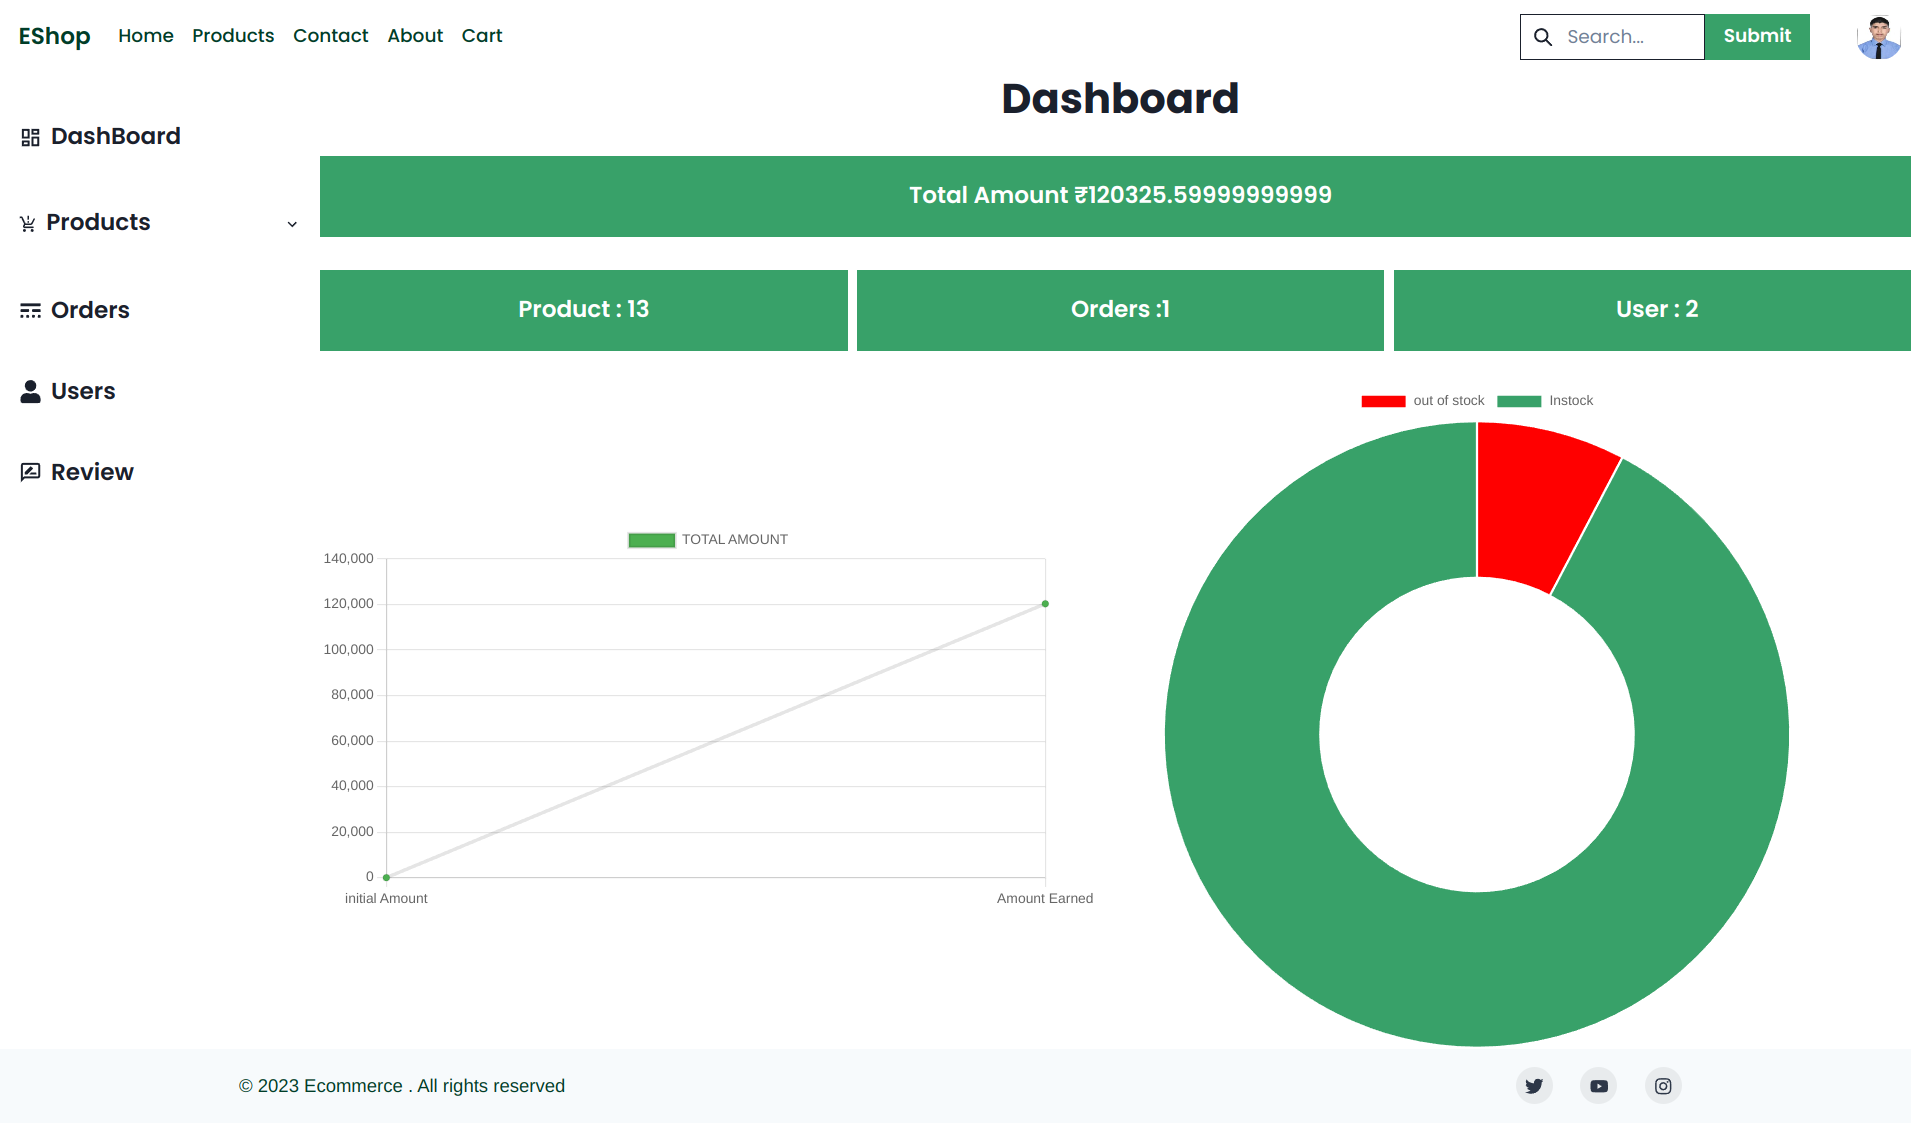 EShop Home Products Contact About Cart Search... Submit
Dashboard
DashBoard
Products
Orders
Users
Review
Total Amount ₹120325.59999999999
Product : 13 Orders :1 User : 2
TOTAL AMOUNT
140,000
120,000
100,000
80,000
60,000
40,000
20,000
0
initial Amount Amount Earned
out of stock Instock
© 2023 Ecommerce . All rights reserved